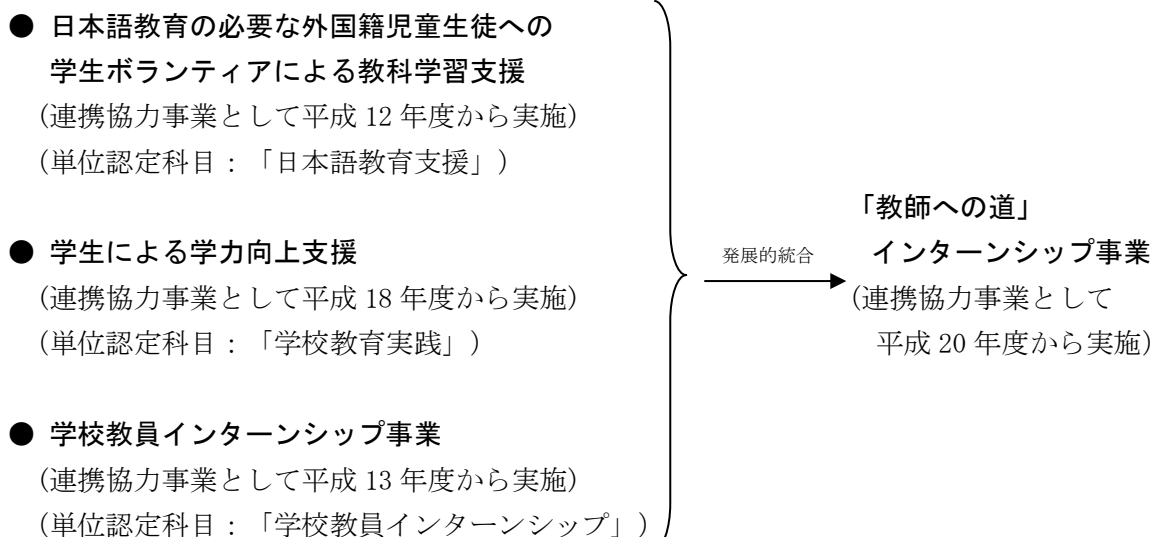 ● 日本語教育の必要な外国籍児童生徒への
学生ボランティアによる教科学習支援
(連携協力事業として平成 12 年度から実施)
(単位認定科目：「日本語教育支援」)
● 学生による学力向上支援
(連携協力事業として平成 18 年度から実施)
(単位認定科目：「学校教育実践」)
● 学校教員インターンシップ事業
(連携協力事業として平成 13 年度から実施)
(単位認定科目：「学校教員インターンシップ」)
発展的統合
「教師への道」
インターンシップ事業
(連携協力事業として
平成 20 年度から実施)